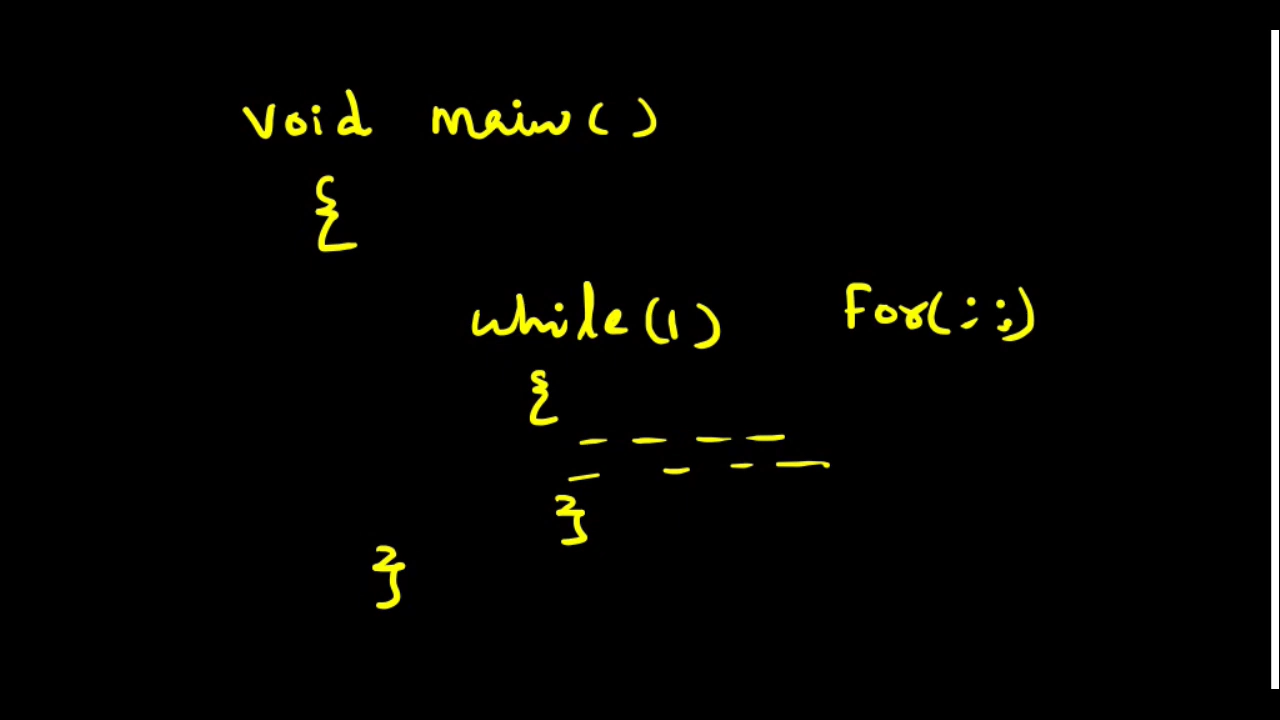 void main()
{
while(1) For(;;)
{
_ _ _ _
_ _ _ _
}
}